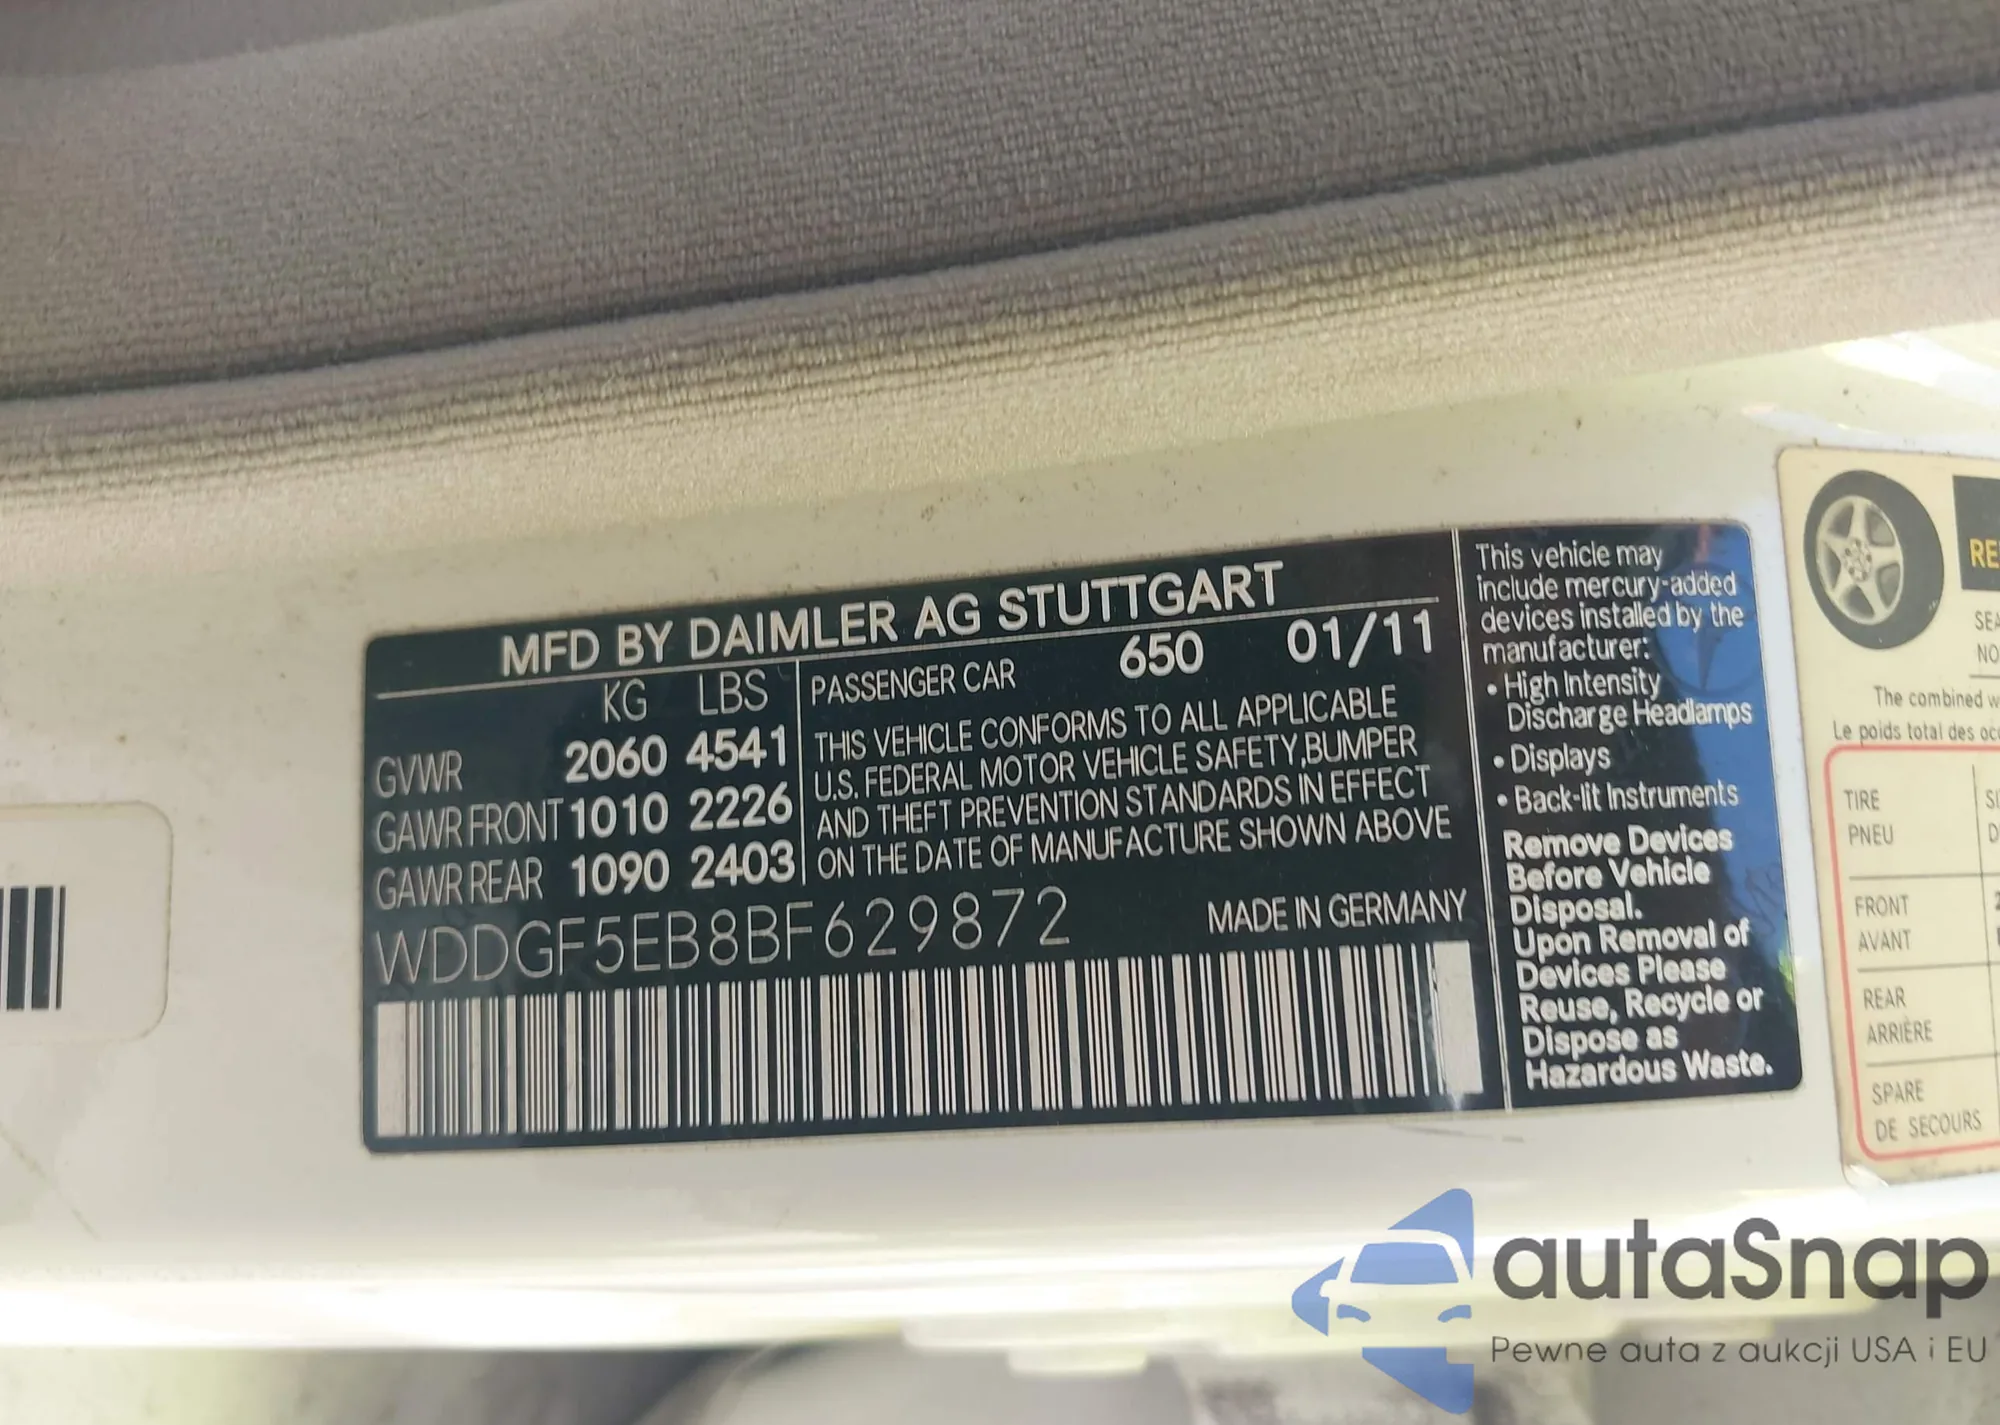 MFD BY DAIMLER AG STUTTGART
KG LBS
GVWR 2060 4541
GAWR FRONT 1010 2226
GAWR REAR 1090 2403
PASSENGER CAR 650 01/11
THIS VEHICLE CONFORMS TO ALL APPLICABLE
U.S. FEDERAL MOTOR VEHICLE SAFETY,BUMPER
AND THEFT PREVENTION STANDARDS IN EFFECT
ON THE DATE OF MANUFACTURE SHOWN ABOVE
WDDGF5EB8BF629872
MADE IN GERMANY
This vehicle may
include mercury-added
devices installed by the
manufacturer:
• High Intensity
Discharge Headlamps
• Displays
• Back-lit Instruments
Remove Devices
Before Vehicle
Disposal.
Upon Removal of
Devices Please
Reuse, Recycle or
Dispose as
Hazardous Waste.
The combined
Le poids total des
TIRE
PNEU
FRONT
AVANT
REAR
ARRIÈRE
SPARE
DE SECOURS
autaSnap
Pewne auta z aukcji USA i EU